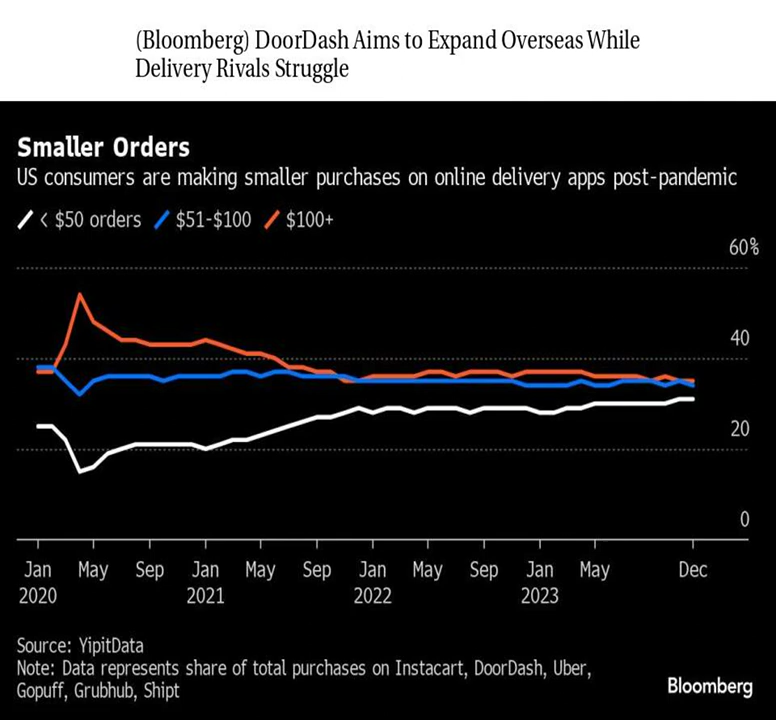 (Bloomberg) DoorDash Aims to Expand Overseas While
Delivery Rivals Struggle
Smaller Orders
US consumers are making smaller purchases on online delivery apps post-pandemic
< $50 orders $51-$100 $100+
60%
40
20
0
Jan May Sep Jan May Sep Jan May Sep Jan May Dec
2020 2021 2022 2023
Source: YipitData
Note: Data represents share of total purchases on Instacart, DoorDash, Uber,
Gopuff, Grubhub, Shipt
Bloomberg